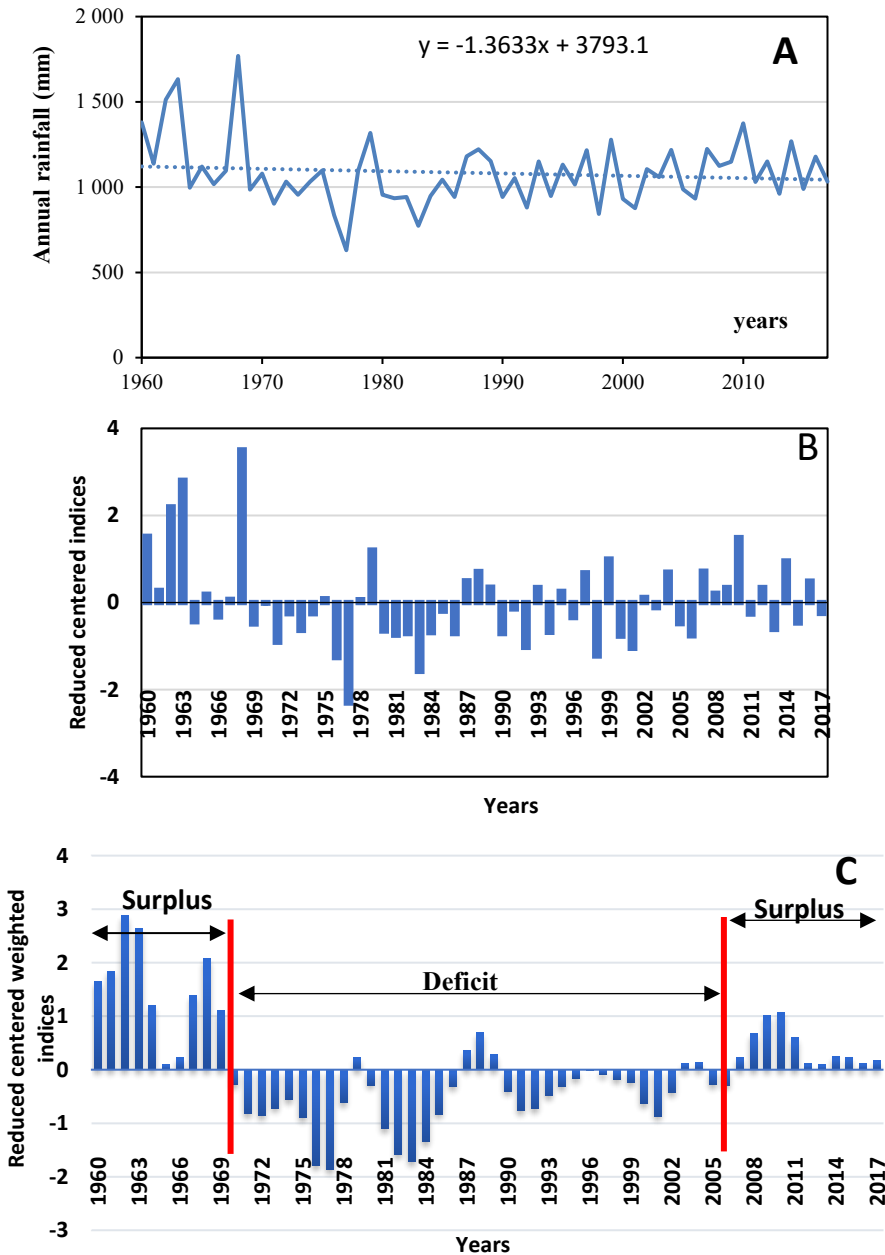 2 000
y = -1.3633x + 3793.1
A
1 500
1 000
500
0
Annual rainfall (mm)
years
1960 1970 1980 1990 2000 2010
4
B
2
0
-2
-4
Reduced centered indices
1960 1963 1966 1969 1972 1975 1978 1981 1984 1987 1990 1993 1996 1999 2002 2005 2008 2011 2014 2017
Years
4
C
3
Surplus
Surplus
2
Deficit
1
0
-1
-2
-3
Reduced centered weighted
indices
1960 1963 1966 1969 1972 1975 1978 1981 1984 1987 1990 1993 1996 1999 2002 2005 2008 2011 2014 2017
Years